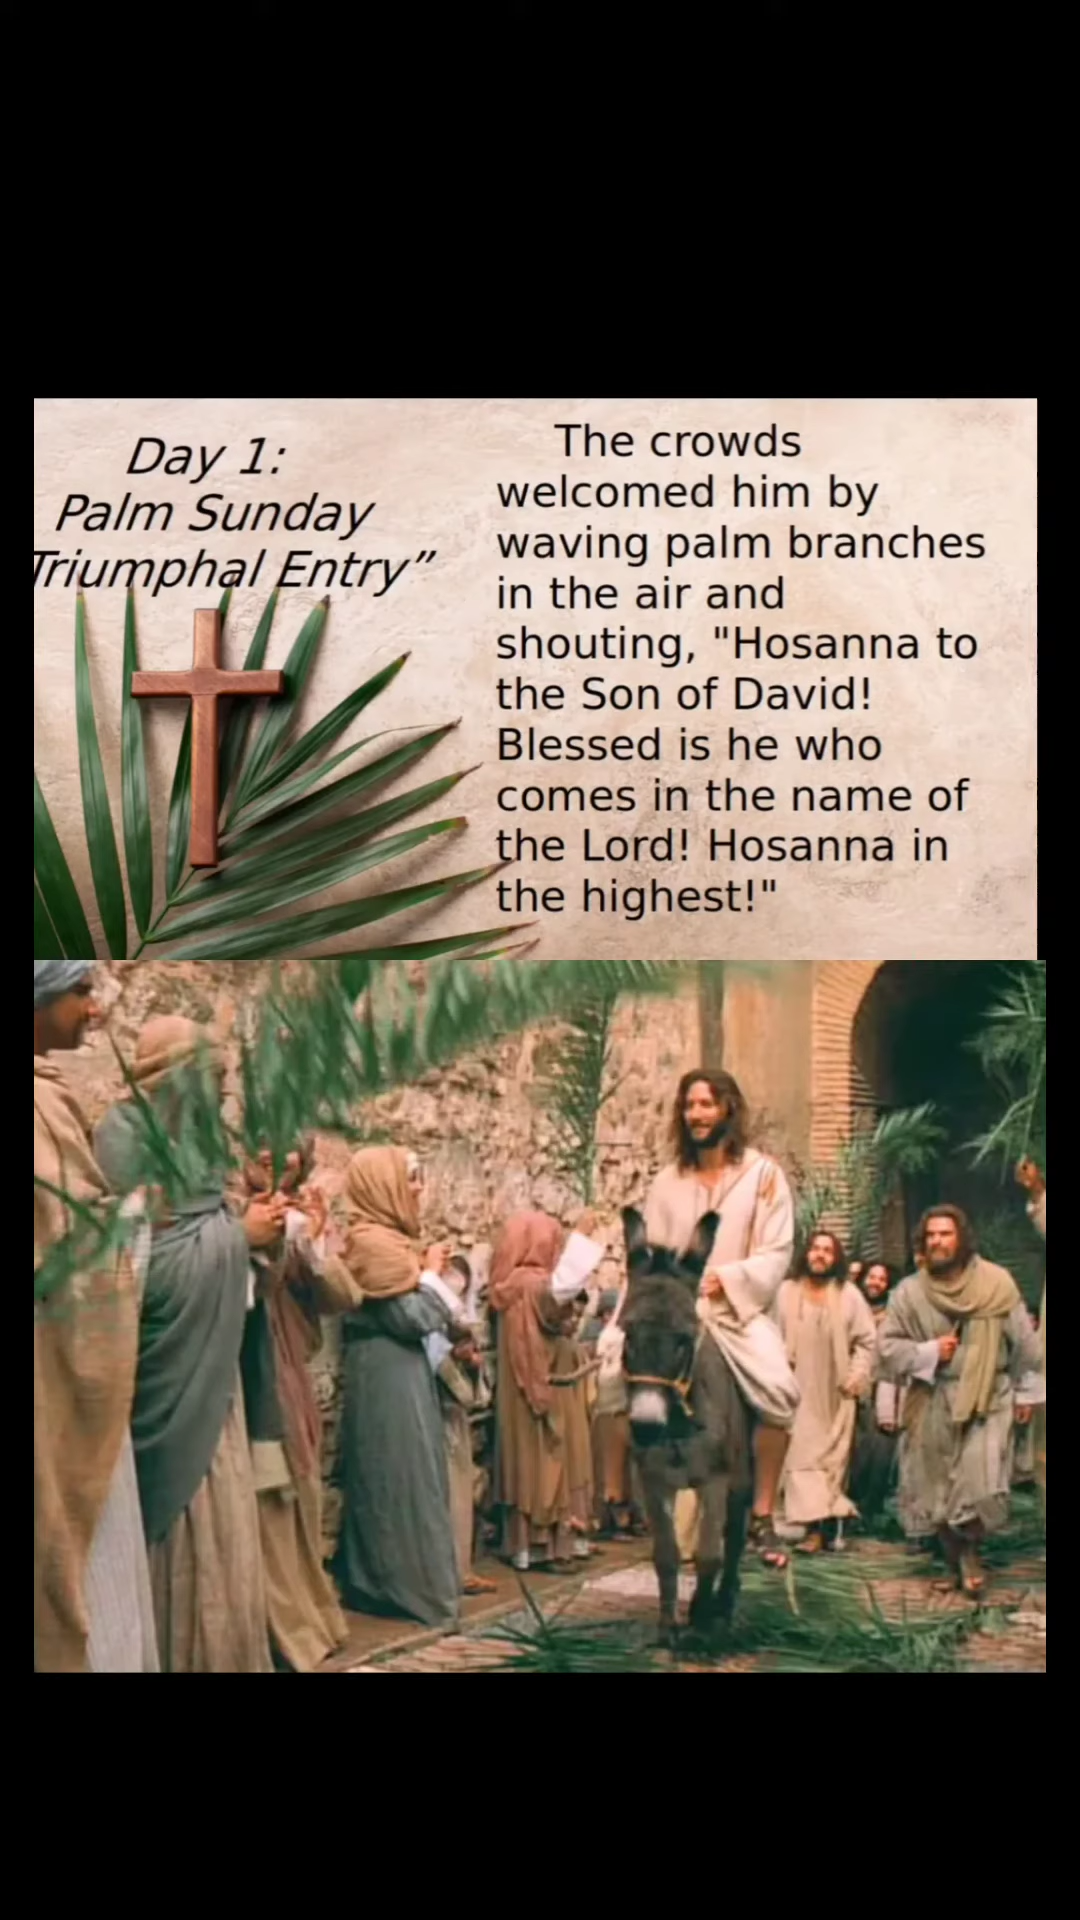 Day 1:
Palm Sunday
Triumphal Entry”
The crowds
welcomed him by
waving palm branches
in the air and
shouting, "Hosanna to
the Son of David!
Blessed is he who
comes in the name of
the Lord! Hosanna in
the highest!"